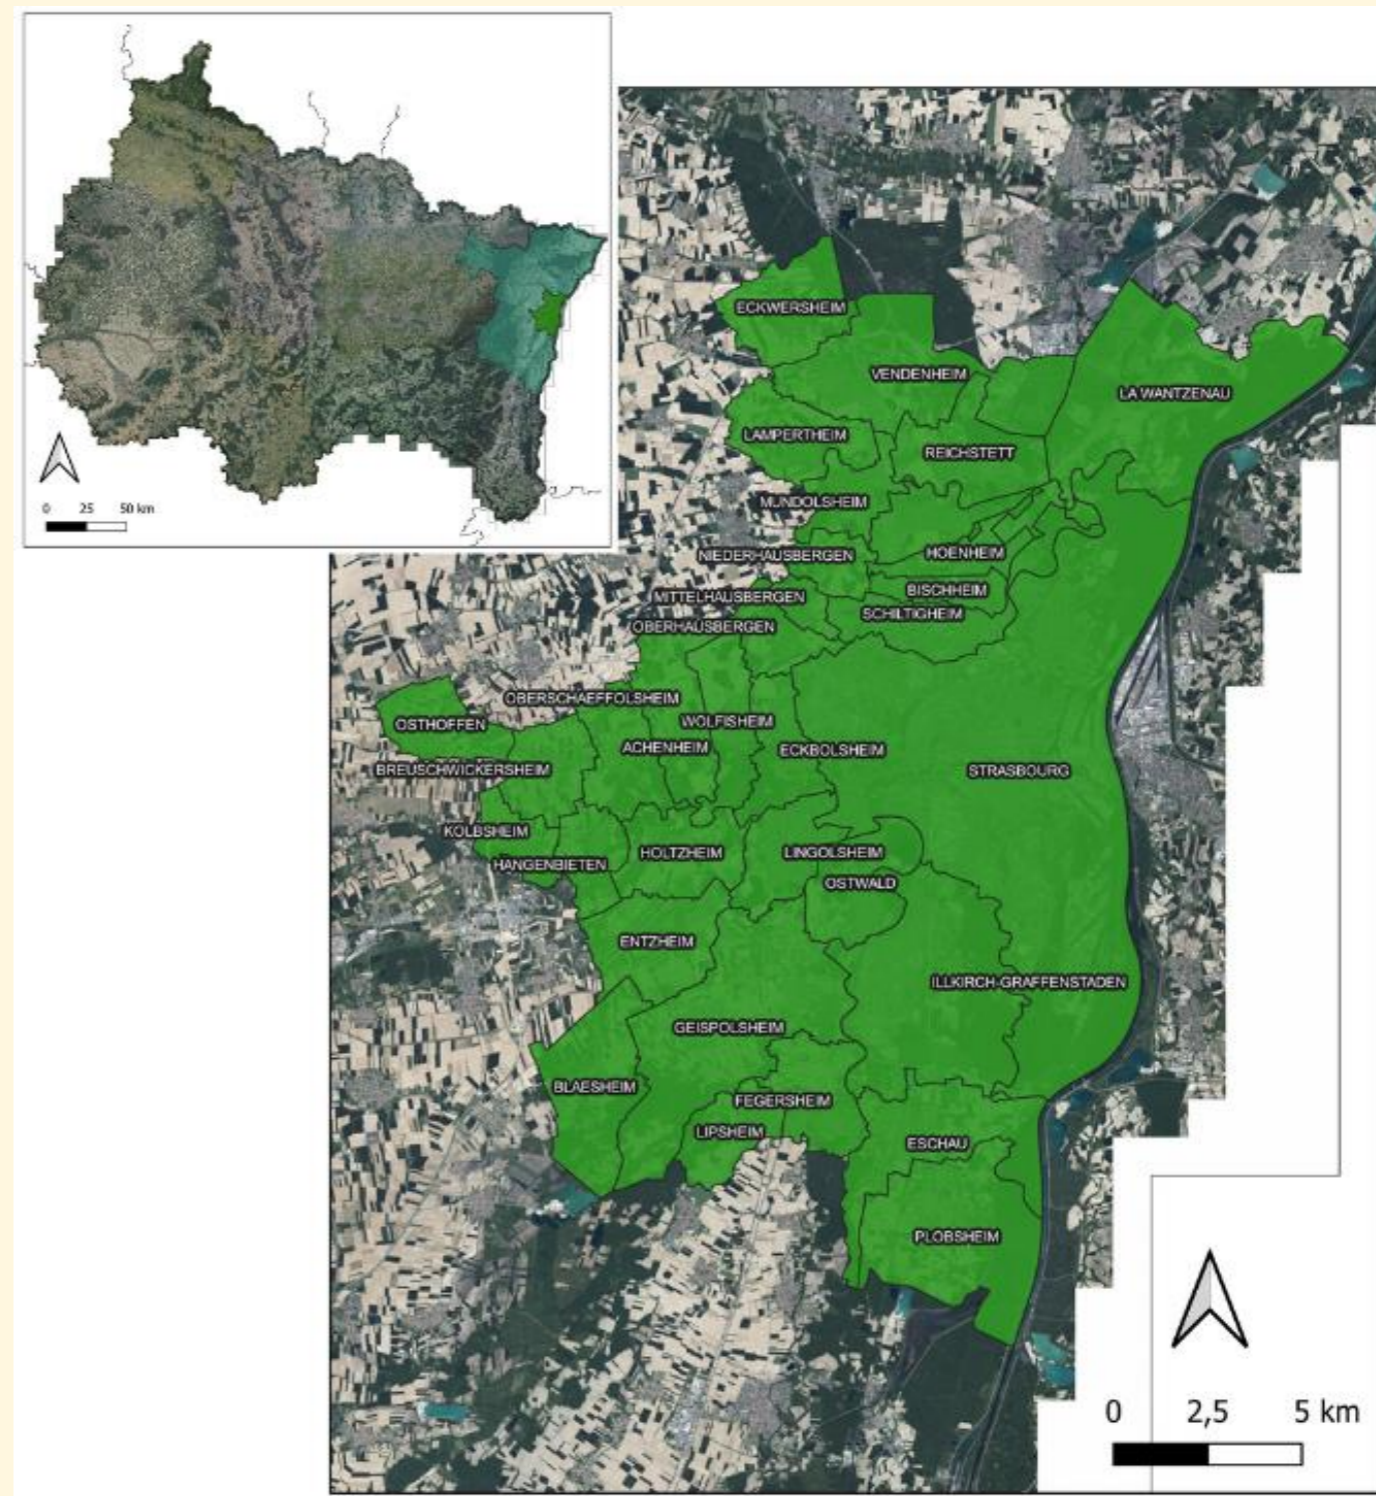 0 25 50 km
ECKWERSHEIM
VENDENHEIM
LA WANTZENAU
LAMPERTHEIM
REICHSTETT
MUNDOLSHEIM
NIEDERHAUSBERGEN
HOENHEIM
BISCHHEIM
MITTELHAUSBERGEN
SCHILTIGHEIM
OBERHAUSBERGEN
OBERSCHAEFFOLSHEIM
OSTHOFFEN
WOLFISHEIM
ACHENHEIM
ECKBOLSHEIM
BREUSCHWICKERSHEIM
STRASBOURG
KOLBSHEIM
HANGENBIETEN
HOLTZHEIM
LINGOLSHEIM
OSTWALD
ENTZHEIM
ILLKIRCH-GRAFFENSTADEN
GEISPOLSHEIM
BLAESHEIM
FEGERSHEIM
LIPSHEIM
ESCHAU
PLOBSHEIM
0 2,5 5 km